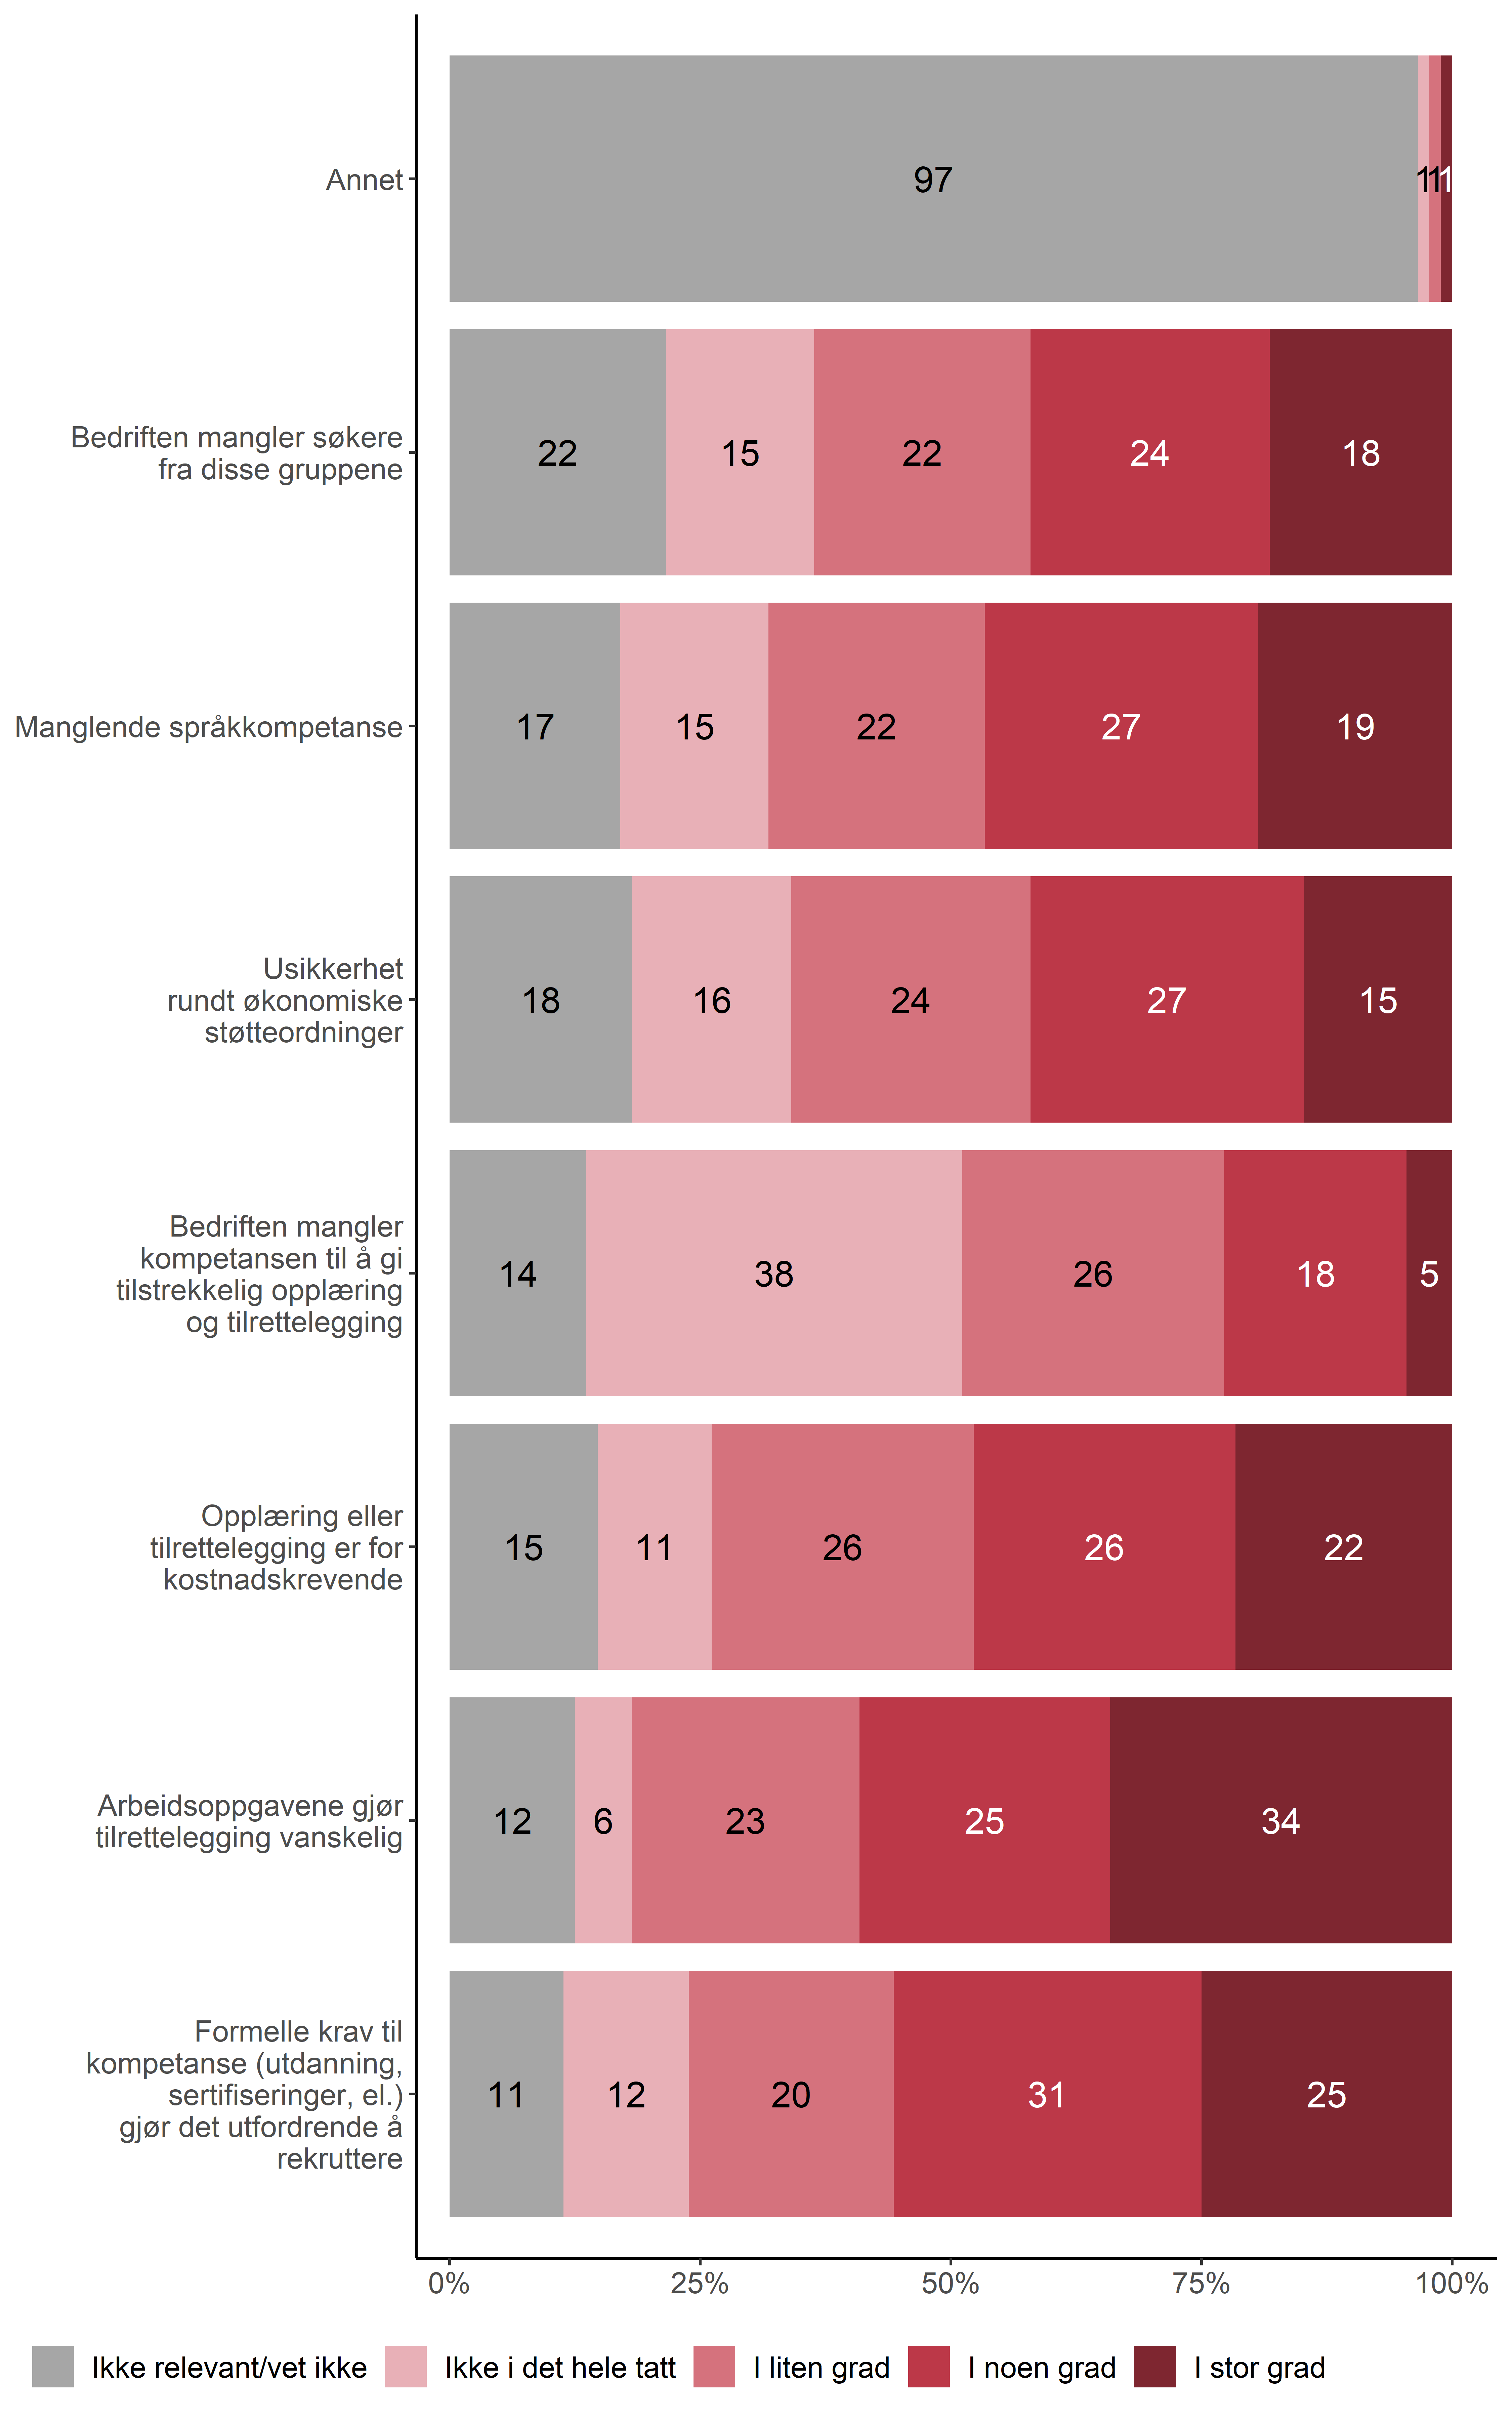 Annet
97
1
1
1
Bedriften mangler søkere
fra disse gruppene
22
15
22
24
18
Manglende språkkompetanse
17
15
22
27
19
Usikkerhet
rundt økonomiske
støtteordninger
18
16
24
27
15
Bedriften mangler
kompetansen til å gi
tilstrekkelig opplæring
og tilrettelegging
14
38
26
18
5
Opplæring eller
tilrettelegging er for
kostnadskrevende
15
11
26
26
22
Arbeidsoppgavene gjør
tilrettelegging vanskelig
12
6
23
25
34
Formelle krav til
kompetanse (utdanning,
sertifiseringer, el.)
gjør det utfordrende å
rekruttere
11
12
20
31
25
0%
25%
50%
75%
100%
Ikke relevant/vet ikke
Ikke i det hele tatt
I liten grad
I noen grad
I stor grad